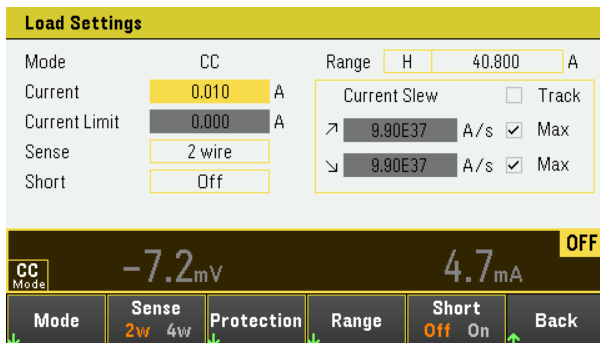 Load Settings
Mode CC Range H 40.800 A
Current 0.010 A Current Slew Track
Current Limit 0.000 A 9.90E37 A/s Max
Sense 2 wire 9.90E37 A/s Max
Short Off
OFF
CC Mode -7.2mV 4.7mA
Mode Sense 2w 4w Protection Range Short Off On Back